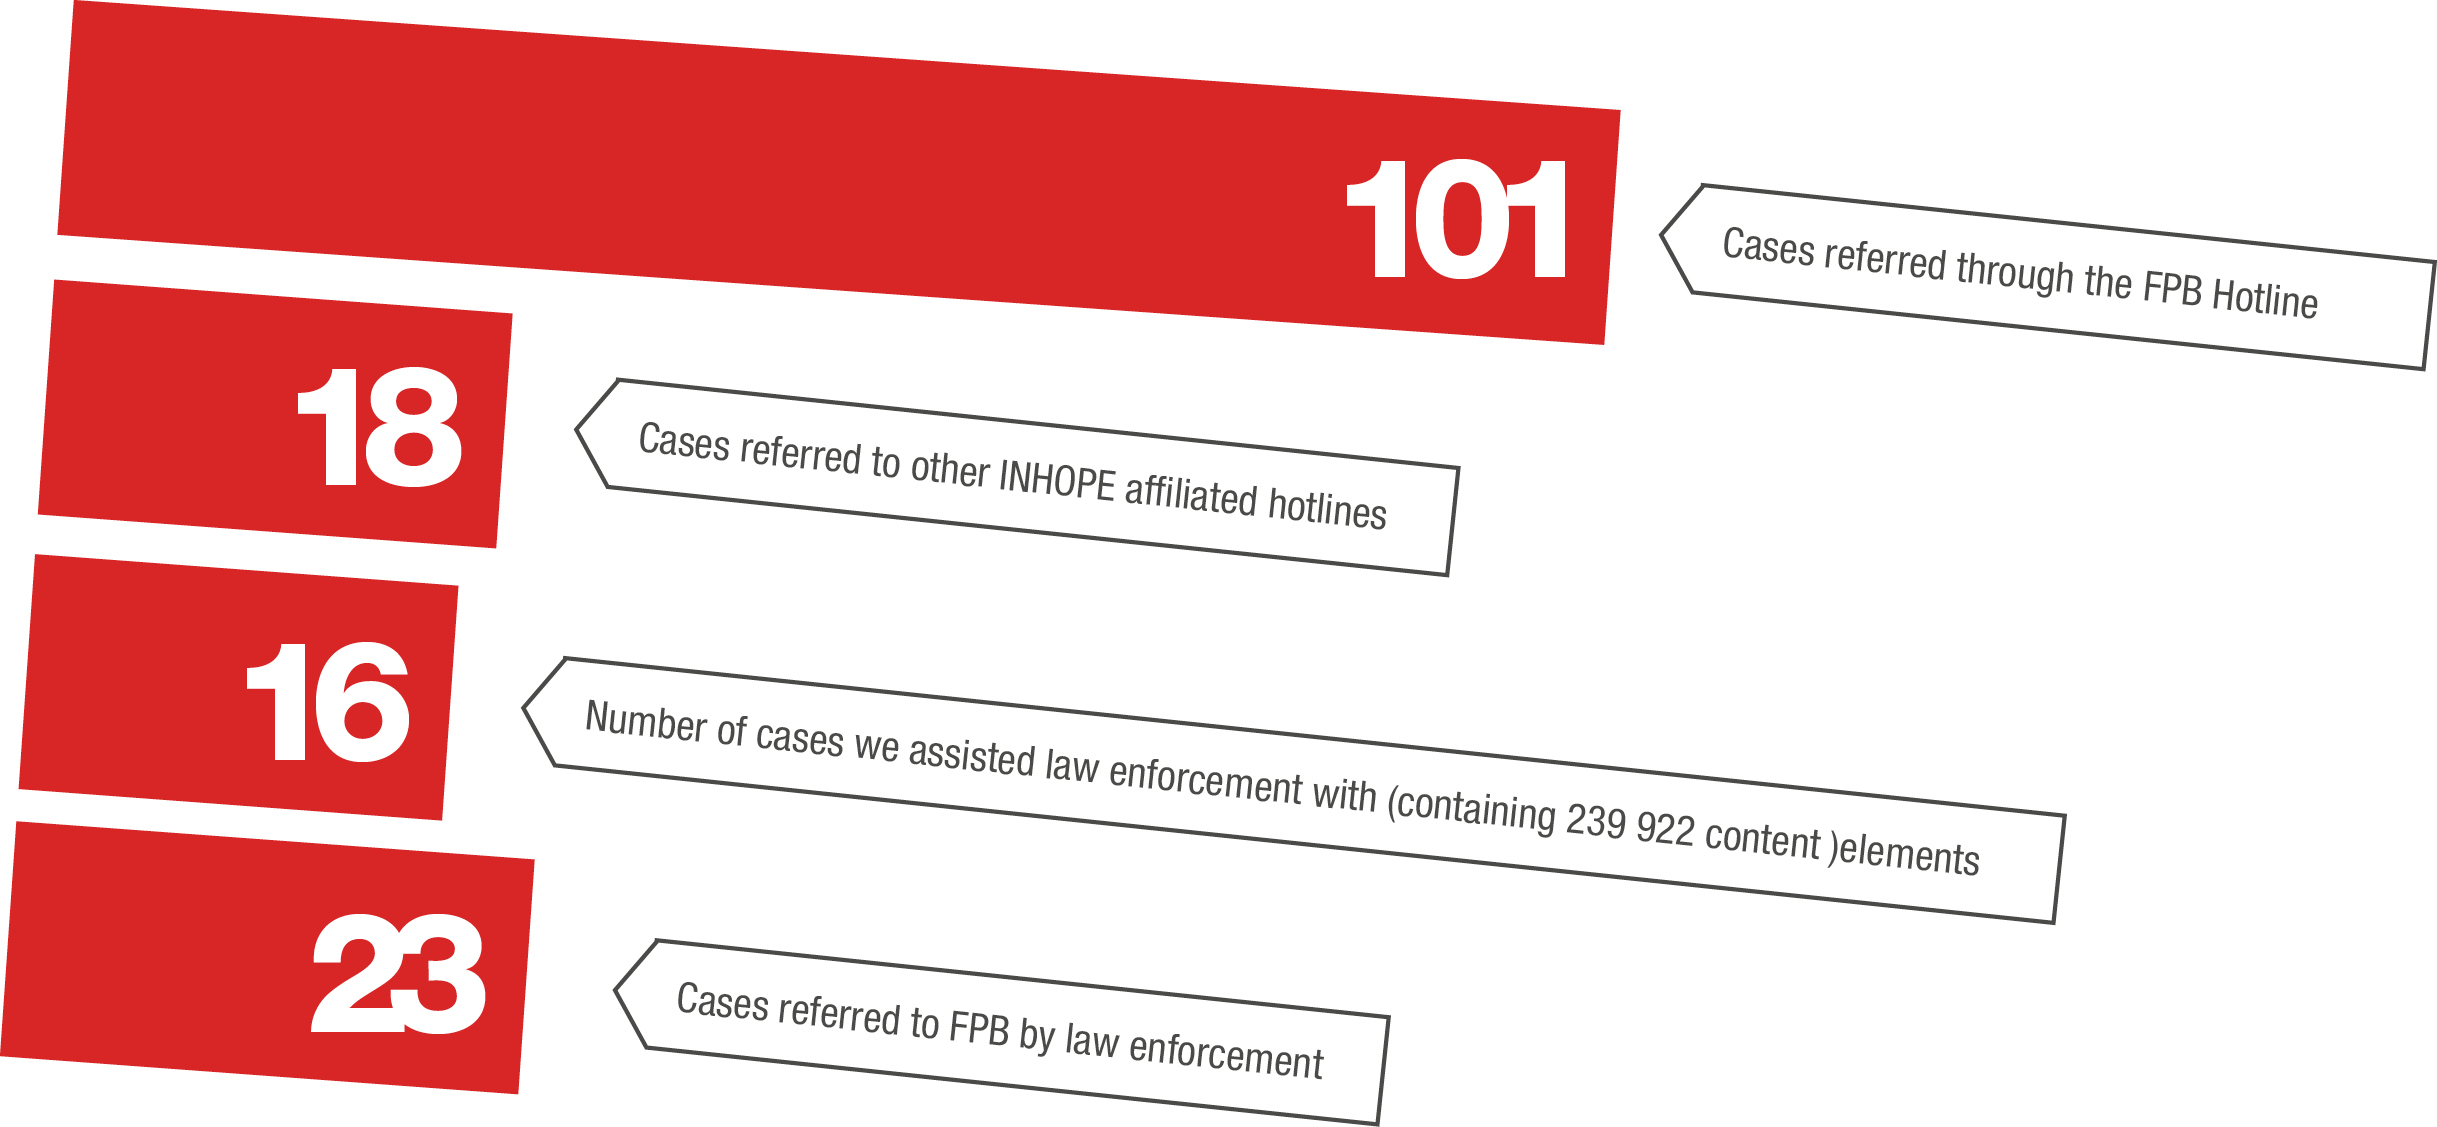 101
Cases referred through the FPB Hotline
18
Cases referred to other INHOPE affiliated hotlines
16
Number of cases we assisted law enforcement with (containing 239 922 content )elements
23
Cases referred to FPB by law enforcement